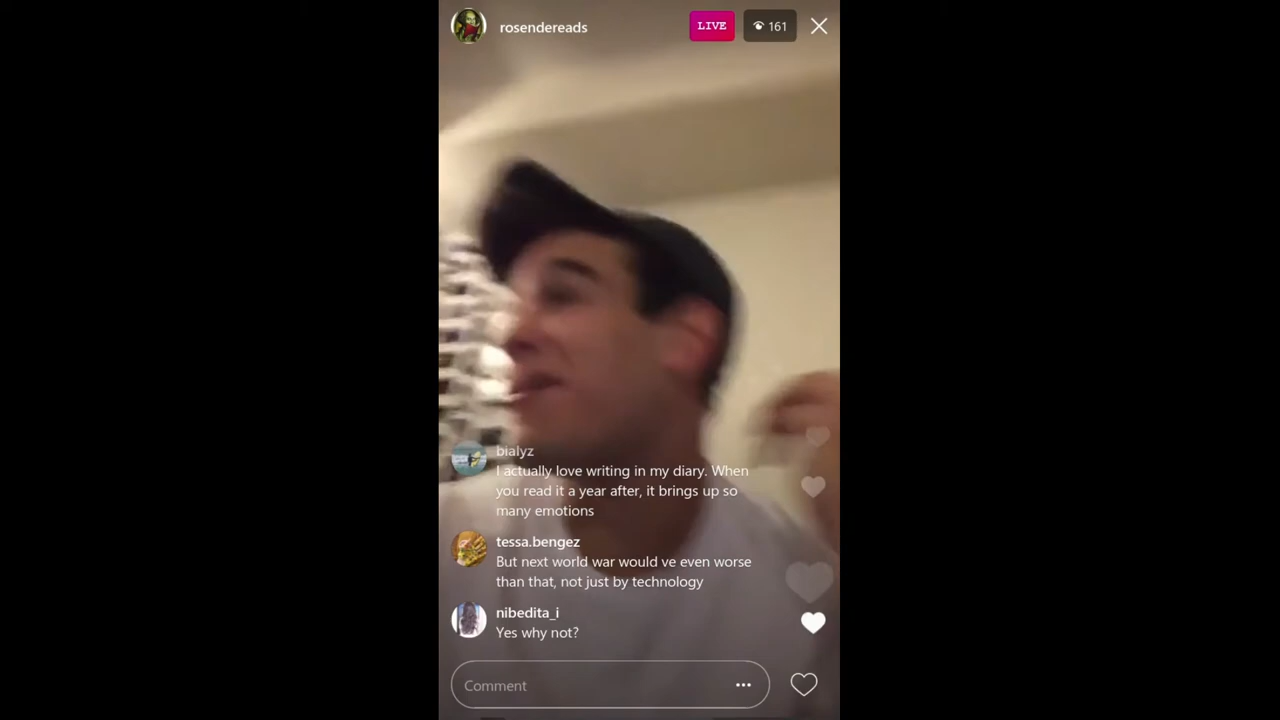 rosendereads
LIVE
161
bialyz
I actually love writing in my diary. When
you read it a year after, it brings up so
many emotions
tessa.bengez
But next world war would ve even worse
than that, not just by technology
nibedita_i
Yes why not?
Comment